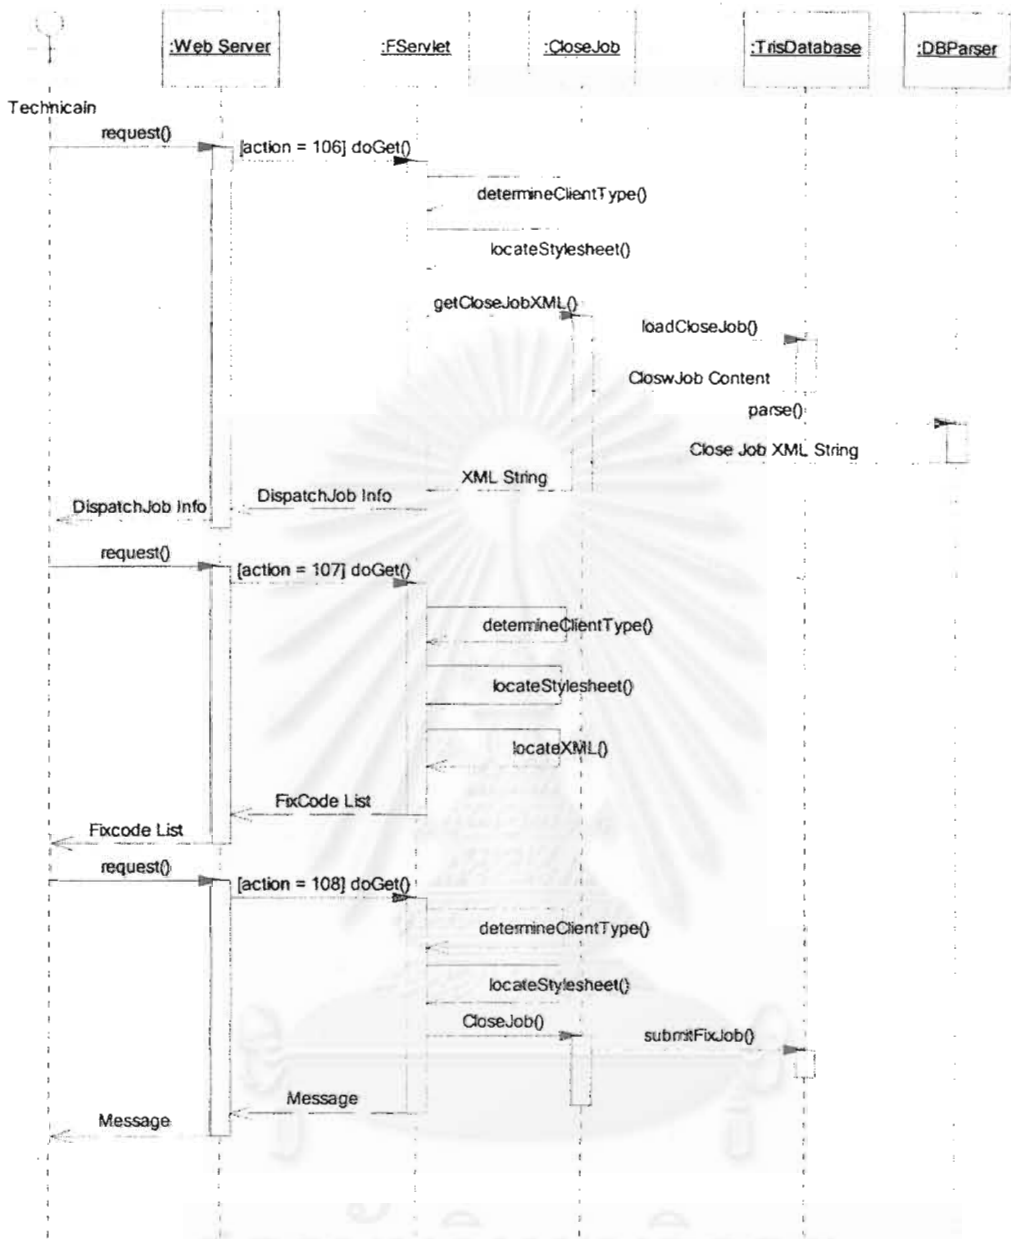 :Web Server
:FServlet
:CloseJob
:TrisDatabase
:DBParser
Technicain
request()
[action = 106] doGet()
determineClientType()
locateStylesheet()
getCloseJobXML()
loadCloseJob()
CloswJob Content
parse()
Close Job XML String
XML String
DispatchJob Info
DispatchJob Info
request()
[action = 107] doGet()
determineClientType()
locateStylesheet()
locateXML()
FixCode List
Fixcode List
request()
[action = 108] doGet()
determineClientType()
locateStylesheet()
CloseJob()
submitFixJob()
Message
Message